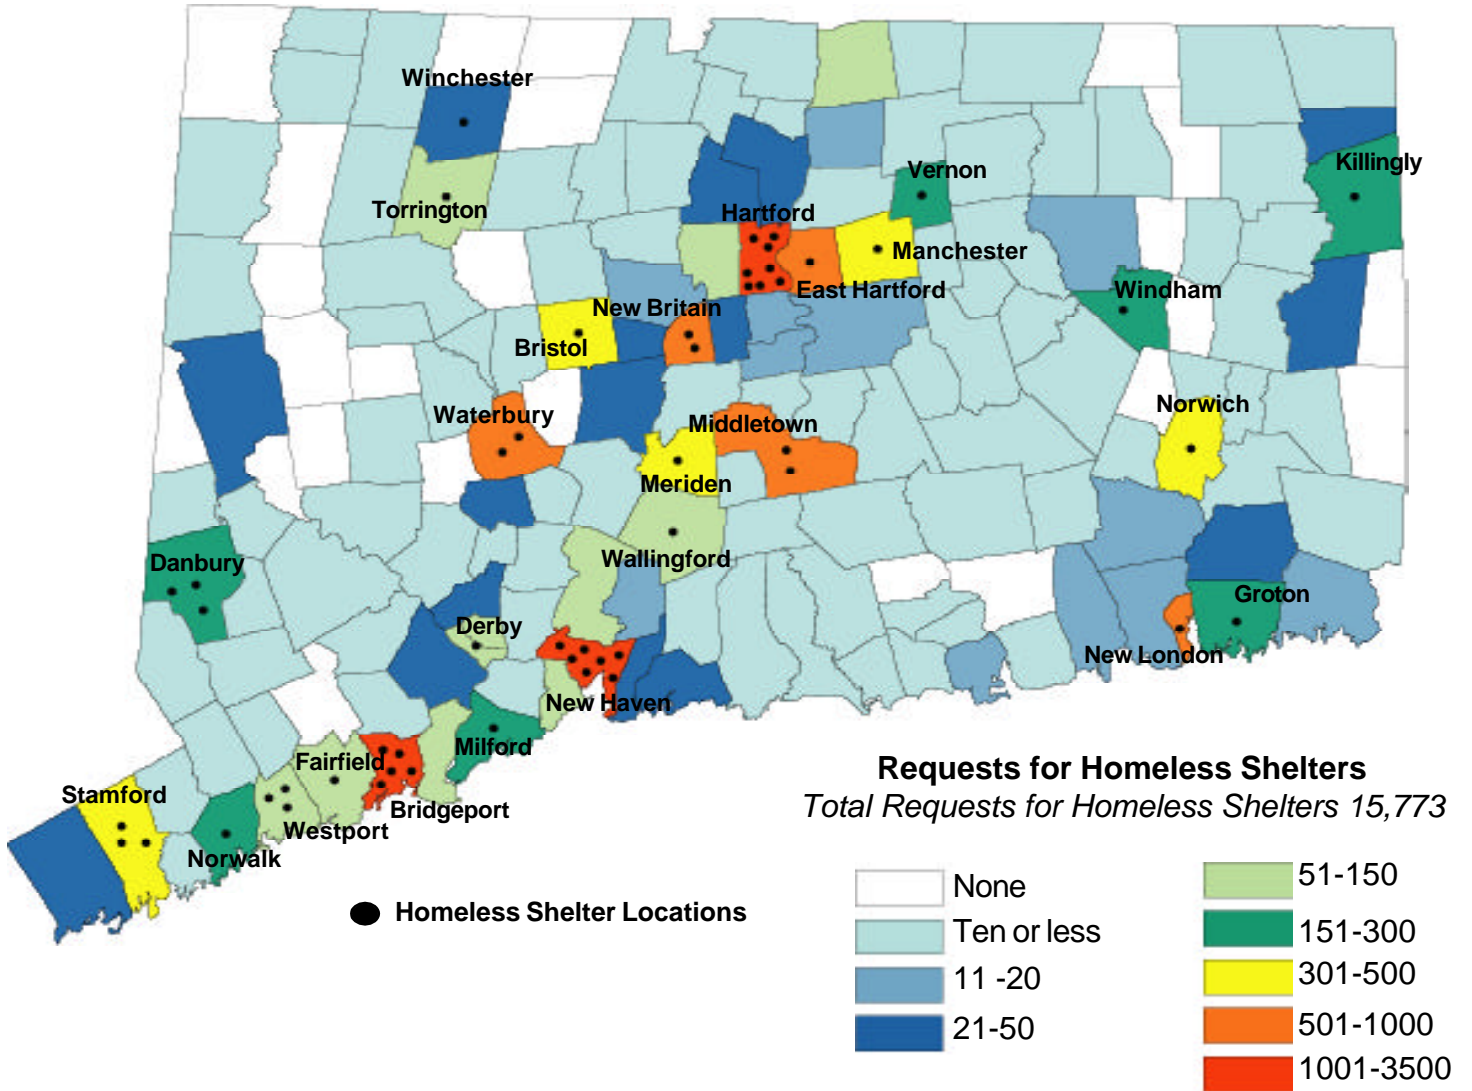 Winchester
Killingly
Vernon
Torrington
Hartford
Manchester
East Hartford
Windham
New Britain
Bristol
Norwich
Waterbury
Middletown
Meriden
Wallingford
Danbury
Groton
Derby
New London
New Haven
Milford
Fairfield
Stamford
Bridgeport
Westport
Norwalk
Requests for Homeless Shelters
Total Requests for Homeless Shelters 15,773
Homeless Shelter Locations
None
Ten or less
11 -20
21-50
51-150
151-300
301-500
501-1000
1001-3500